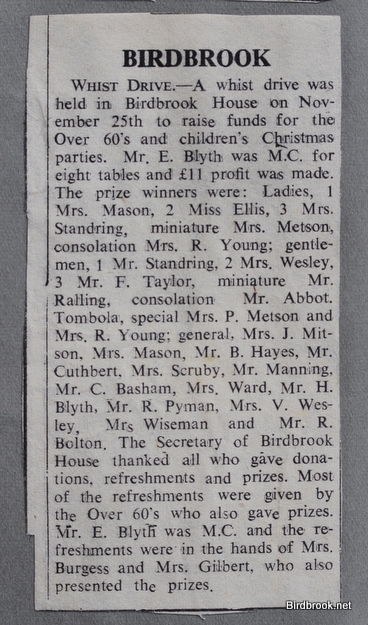 BIRDBROOK
WHIST DRIVE.—A whist drive was
held in Birdbrook House on Nov-
ember 25th to raise funds for the
Over 60's and children's Christmas
parties. Mr. E. Blyth was M.C. for
eight tables and £11 profit was made.
The prize winners were: Ladies, 1
Mrs. Mason, 2 Miss Ellis, 3 Mrs.
Standring, miniature Mrs. Metson,
consolation Mrs. R. Young; gentle-
men, 1 Mr. Standring, 2 Mrs. Wesley,
3 Mr. F. Taylor, miniature Mr.
Ralling, consolation Mr. Abbot.
Tombola, special Mrs. P. Metson and
Mrs. R. Young; general, Mrs. J. Mit-
son, Mrs. Mason, Mr. B. Hayes, Mr.
Cuthbert, Mrs. Scruby, Mr. Manning,
Mr. C. Basham, Mrs. Ward, Mr. H.
Blyth, Mr. R. Pyman, Mrs. V. Wes-
ley, Mrs Wiseman and Mr. R.
Bolton. The Secretary of Birdbrook
House thanked all who gave dona-
tions, refreshments and prizes. Most
of the refreshments were given by
the Over 60's who also gave prizes.
Mr. E. Blyth was M.C. and the re-
freshments were in the hands of Mrs.
Burgess and Mrs. Gilbert, who also
presented the prizes.
Birdbrook.net